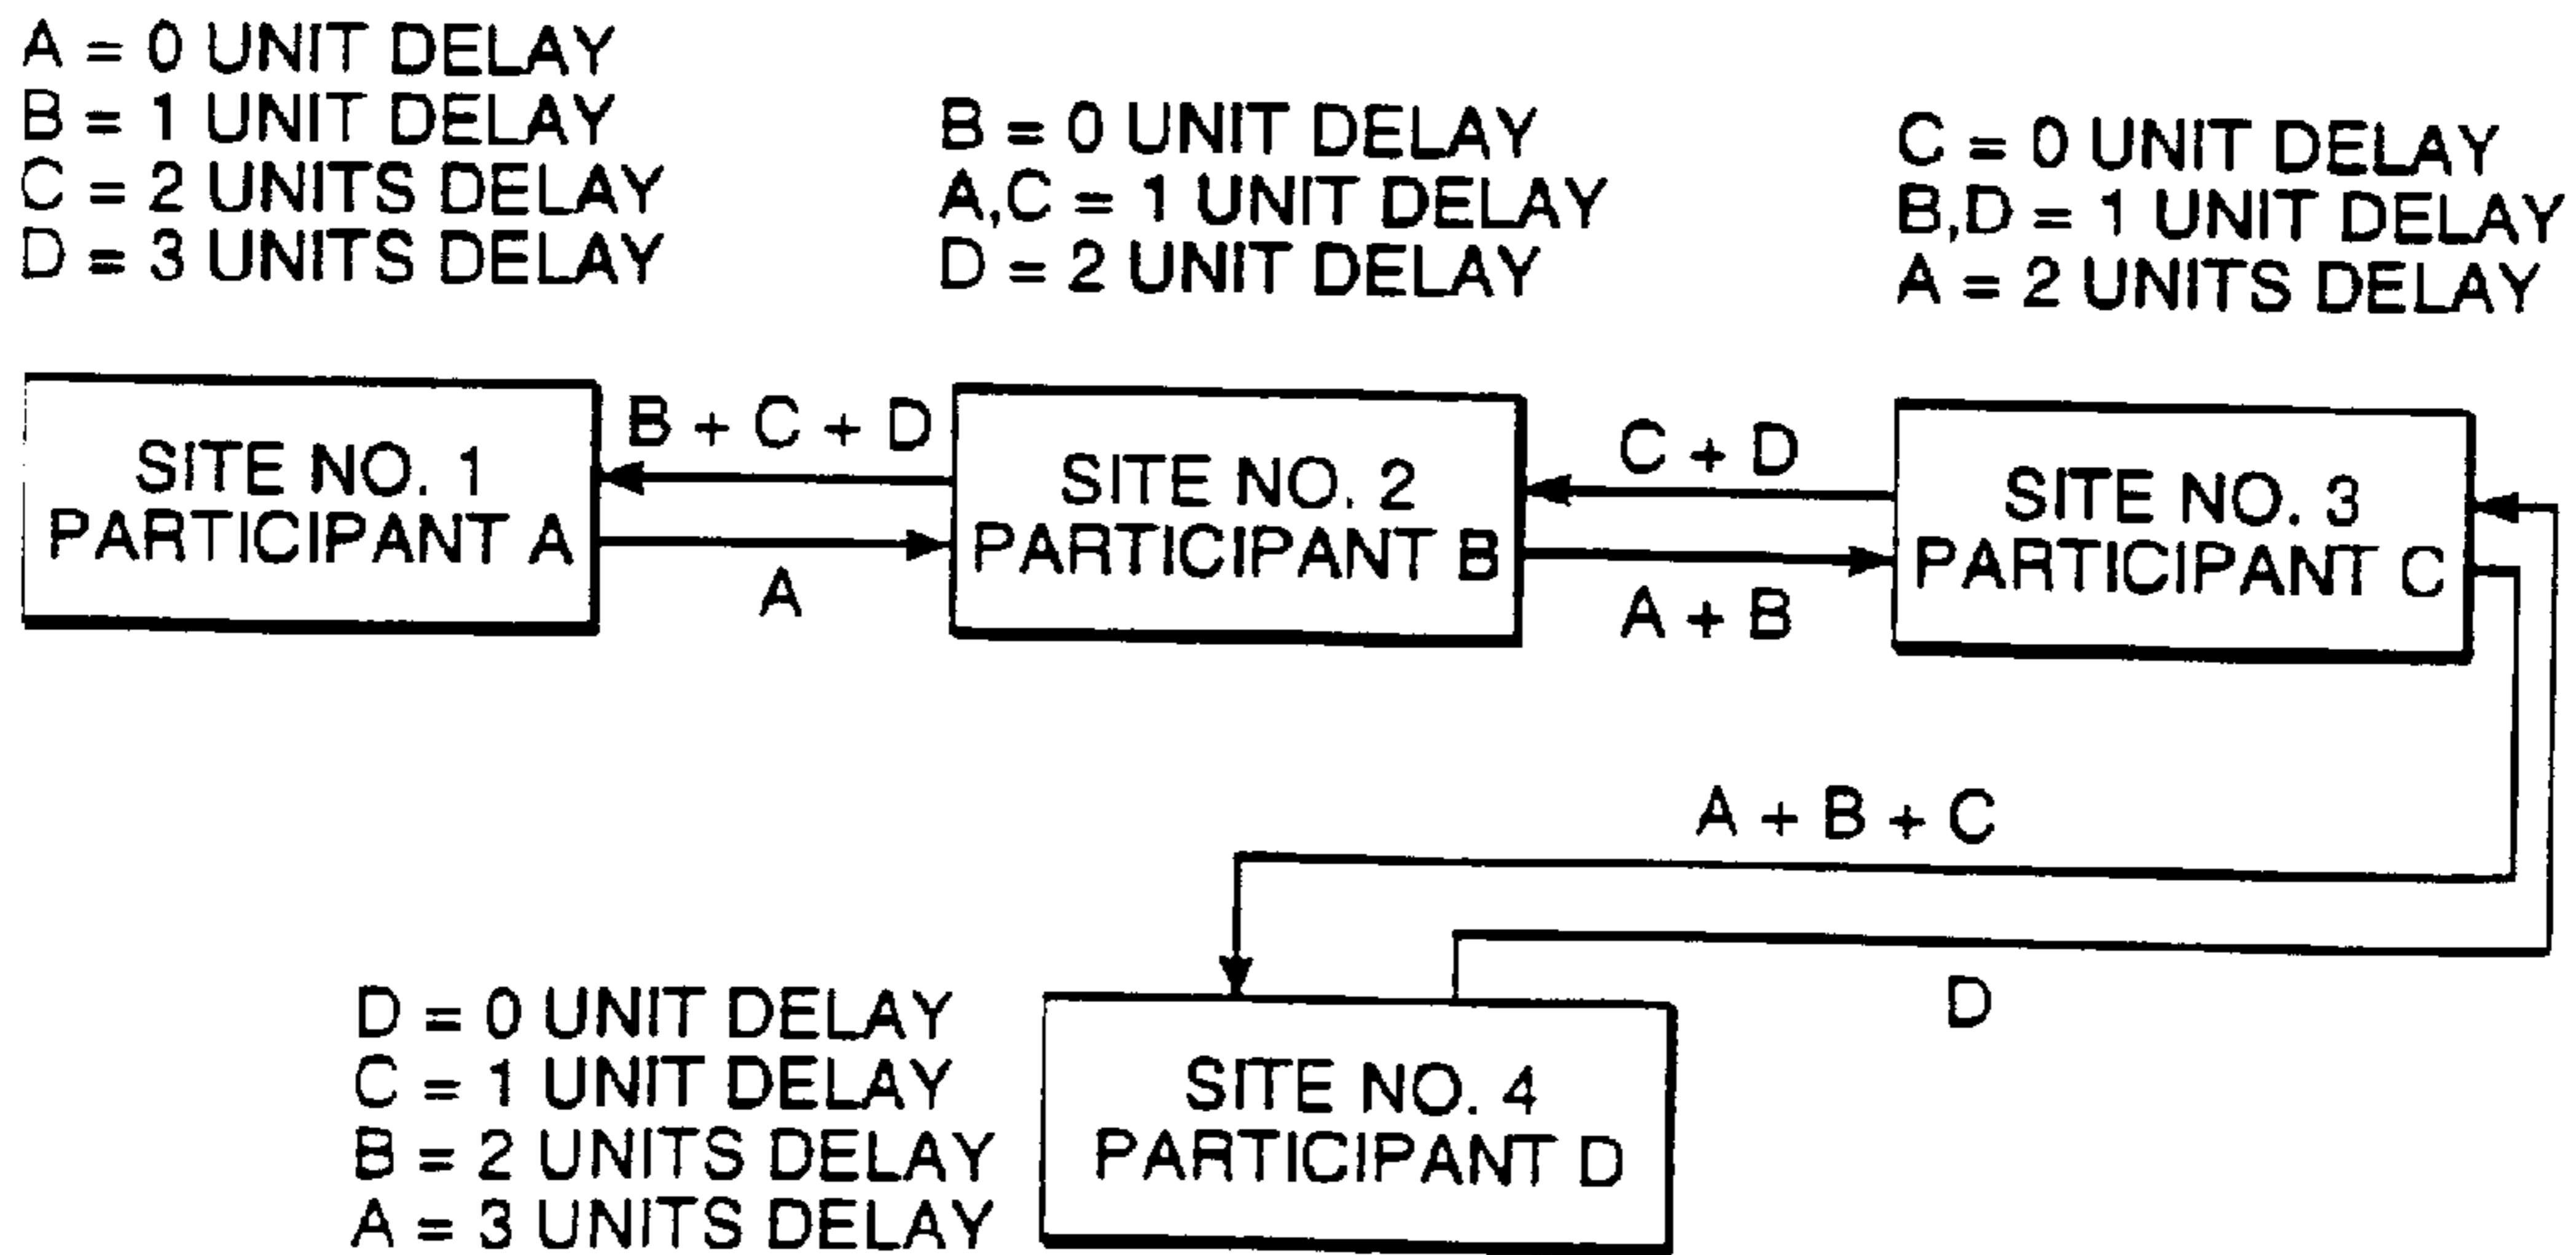 A = 0 UNIT DELAY
B = 1 UNIT DELAY
C = 2 UNITS DELAY
D = 3 UNITS DELAY
B = 0 UNIT DELAY
A,C = 1 UNIT DELAY
D = 2 UNIT DELAY
C = 0 UNIT DELAY
B,D = 1 UNIT DELAY
A = 2 UNITS DELAY
SITE NO. 1
PARTICIPANT A
B + C + D
A
SITE NO. 2
PARTICIPANT B
C + D
A + B
SITE NO. 3
PARTICIPANT C
A + B + C
D
D = 0 UNIT DELAY
C = 1 UNIT DELAY
B = 2 UNITS DELAY
A = 3 UNITS DELAY
SITE NO. 4
PARTICIPANT D